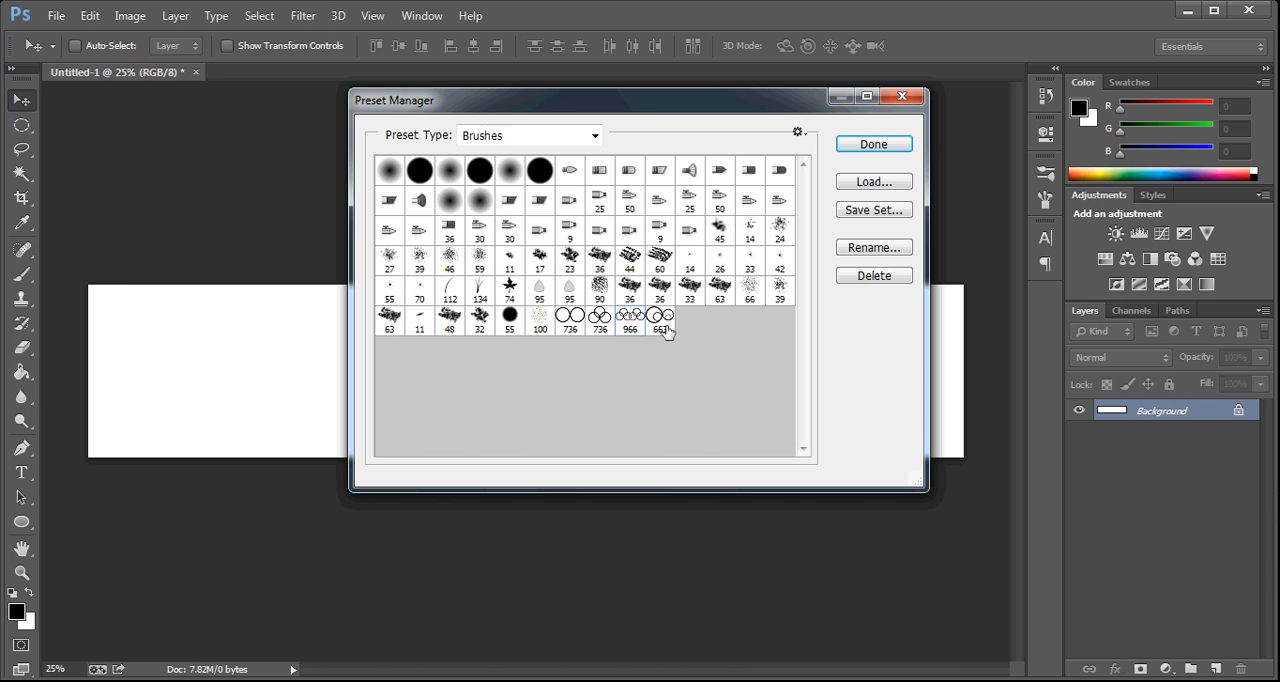 Ps File Edit Image Layer Type Select Filter 3D View Window Help
Auto-Select: Layer Show Transform Controls 3D Mode: Essentials
Untitled-1 @ 25% (RGB/8) * ×
Preset Manager
Preset Type: Brushes
Done
Load...
Save Set...
Rename...
Delete
25 50 25 50
36 30 30 9 9 45 14 24
27 39 46 59 11 17 23 36 44 60 14 26 33 42
55 70 112 134 74 95 95 90 36 36 33 63 66 39
63 11 48 32 55 100 736 736 966
Color Swatches
R 0
G 0
B 0
Adjustments Styles
Add an adjustment
Layers Channels Paths
Kind
Normal Opacity: 100%
Lock: Fill: 100%
Background
25% Doc: 7.82M/0 bytes